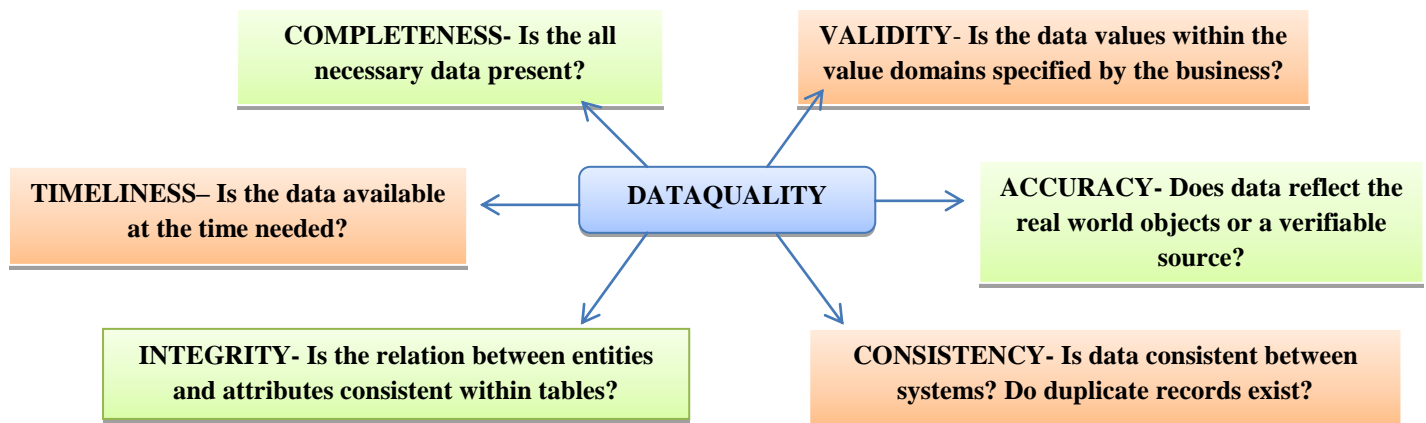 COMPLETENESS- Is the all
necessary data present?
VALIDITY- Is the data values within the
value domains specified by the business?
TIMELINESS– Is the data available
at the time needed?
DATAQUALITY
ACCURACY- Does data reflect the
real world objects or a verifiable
source?
INTEGRITY- Is the relation between entities
and attributes consistent within tables?
CONSISTENCY- Is data consistent between
systems? Do duplicate records exist?